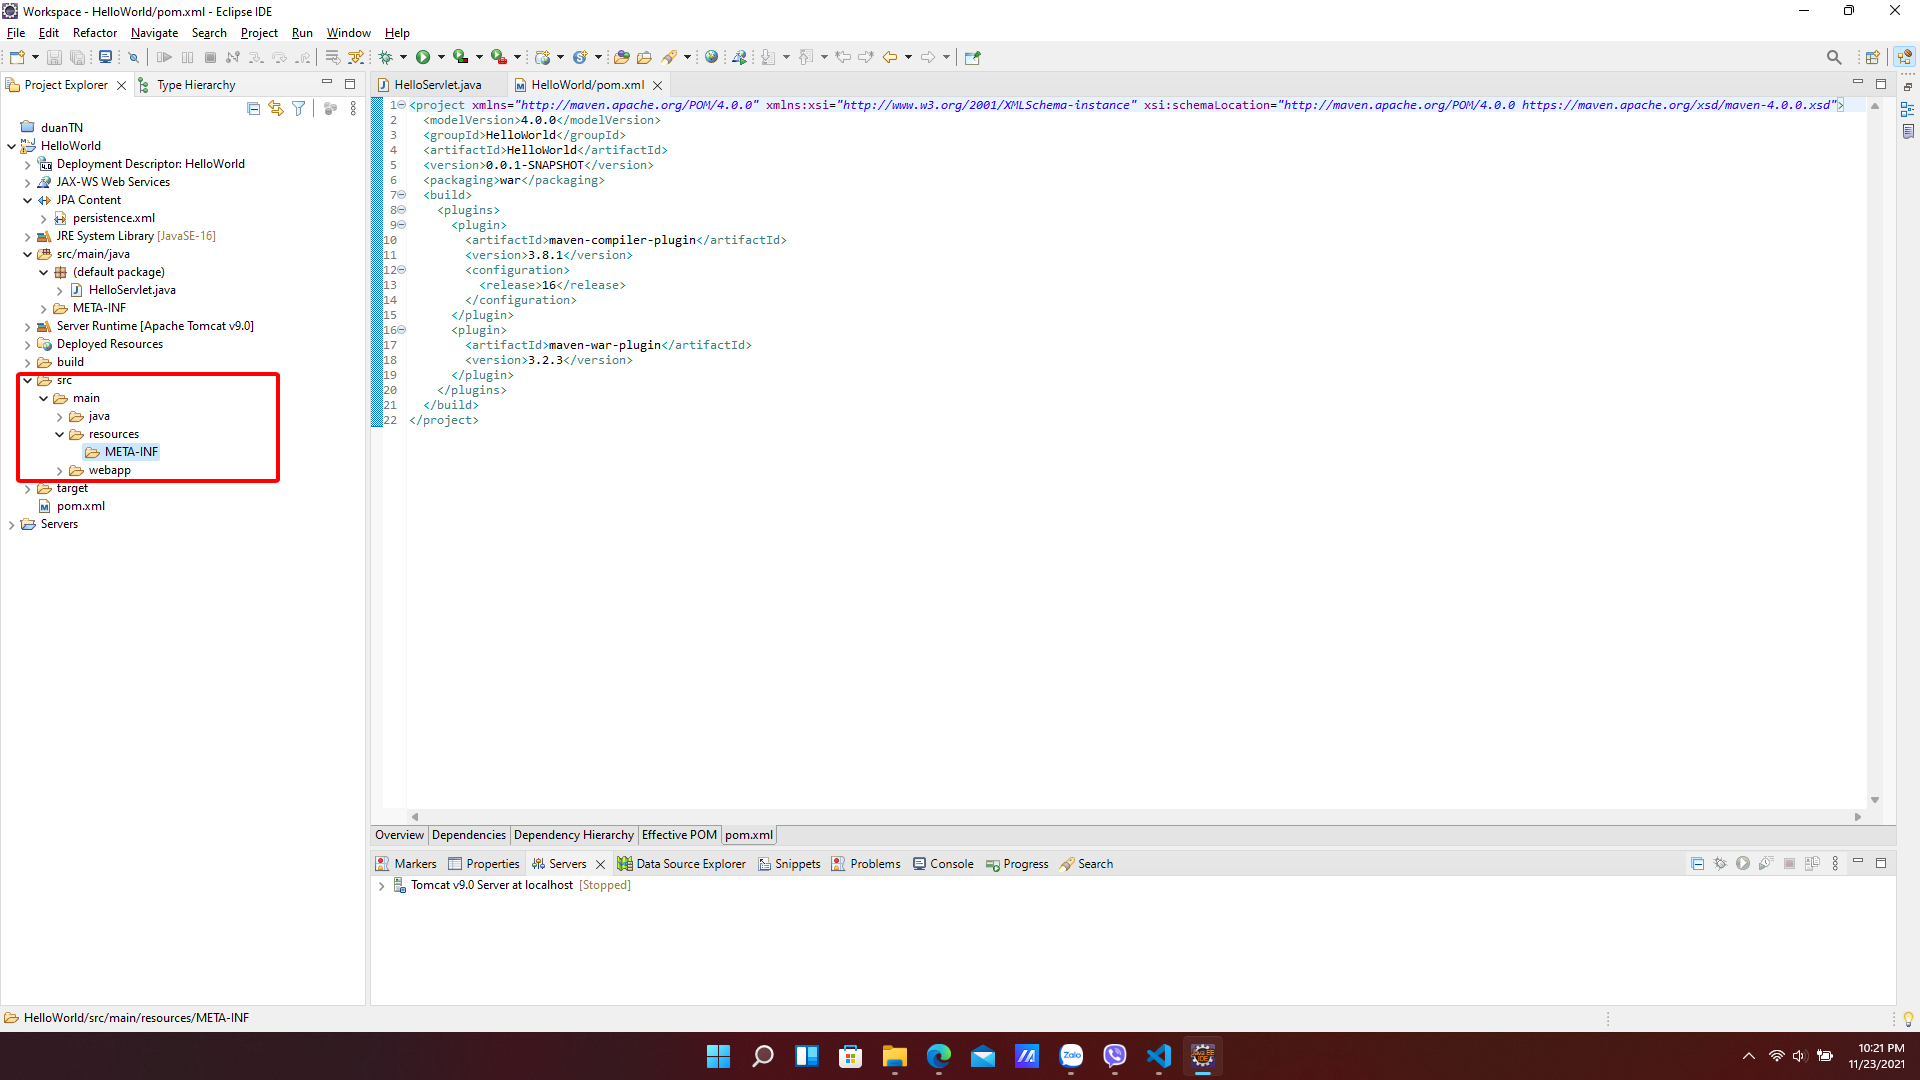 Workspace - HelloWorld/pom.xml - Eclipse IDE
File Edit Refactor Navigate Search Project Run Window Help
Project Explorer
Type Hierarchy
duanTN
HelloWorld
Deployment Descriptor: HelloWorld
JAX-WS Web Services
JPA Content
persistence.xml
JRE System Library [JavaSE-16]
src/main/java
(default package)
HelloServlet.java
META-INF
Server Runtime [Apache Tomcat v9.0]
Deployed Resources
build
src
main
java
resources
META-INF
webapp
target
pom.xml
Servers
HelloServlet.java
HelloWorld/pom.xml
1 <project xmlns="http://maven.apache.org/POM/4.0.0" xmlns:xsi="http://www.w3.org/2001/XMLSchema-instance" xsi:schemaLocation="http://maven.apache.org/POM/4.0.0 https://maven.apache.org/xsd/maven-4.0.0.xsd">
2 <modelVersion>4.0.0</modelVersion>
3 <groupId>HelloWorld</groupId>
4 <artifactId>HelloWorld</artifactId>
5 <version>0.0.1-SNAPSHOT</version>
6 <packaging>war</packaging>
7 <build>
8 <plugins>
9 <plugin>
10 <artifactId>maven-compiler-plugin</artifactId>
11 <version>3.8.1</version>
12 <configuration>
13 <release>16</release>
14 </configuration>
15 </plugin>
16 <plugin>
17 <artifactId>maven-war-plugin</artifactId>
18 <version>3.2.3</version>
19 </plugin>
20 </plugins>
21 </build>
22 </project>
Overview Dependencies Dependency Hierarchy Effective POM pom.xml
Markers Properties Servers Data Source Explorer Snippets Problems Console Progress Search
Tomcat v9.0 Server at localhost [Stopped]
HelloWorld/src/main/resources/META-INF
Zalo
10:21 PM
11/23/2021